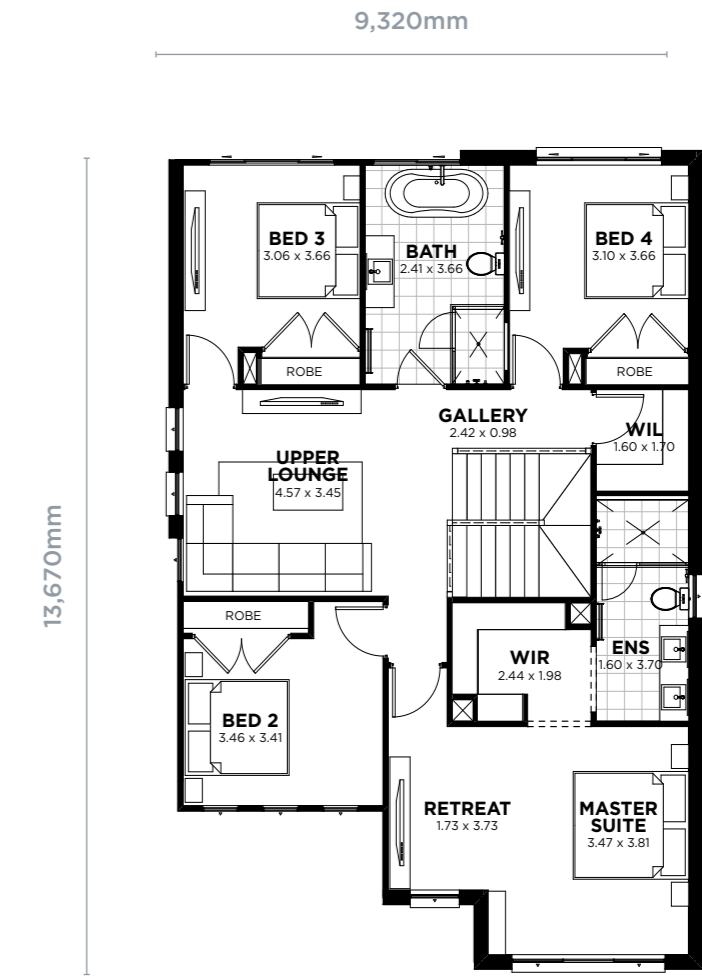 9,320mm
13,670mm
BED 3
3.06 x 3.66
BATH
2.41 x 3.66
BED 4
3.10 x 3.66
ROBE
ROBE
GALLERY
2.42 x 0.98
WIL
1.60 x 1.70
UPPER
LOUNGE
4.57 x 3.45
ROBE
WIR
2.44 x 1.98
ENS
1.60 x 3.70
BED 2
3.46 x 3.41
RETREAT
1.73 x 3.73
MASTER
SUITE
3.47 x 3.81